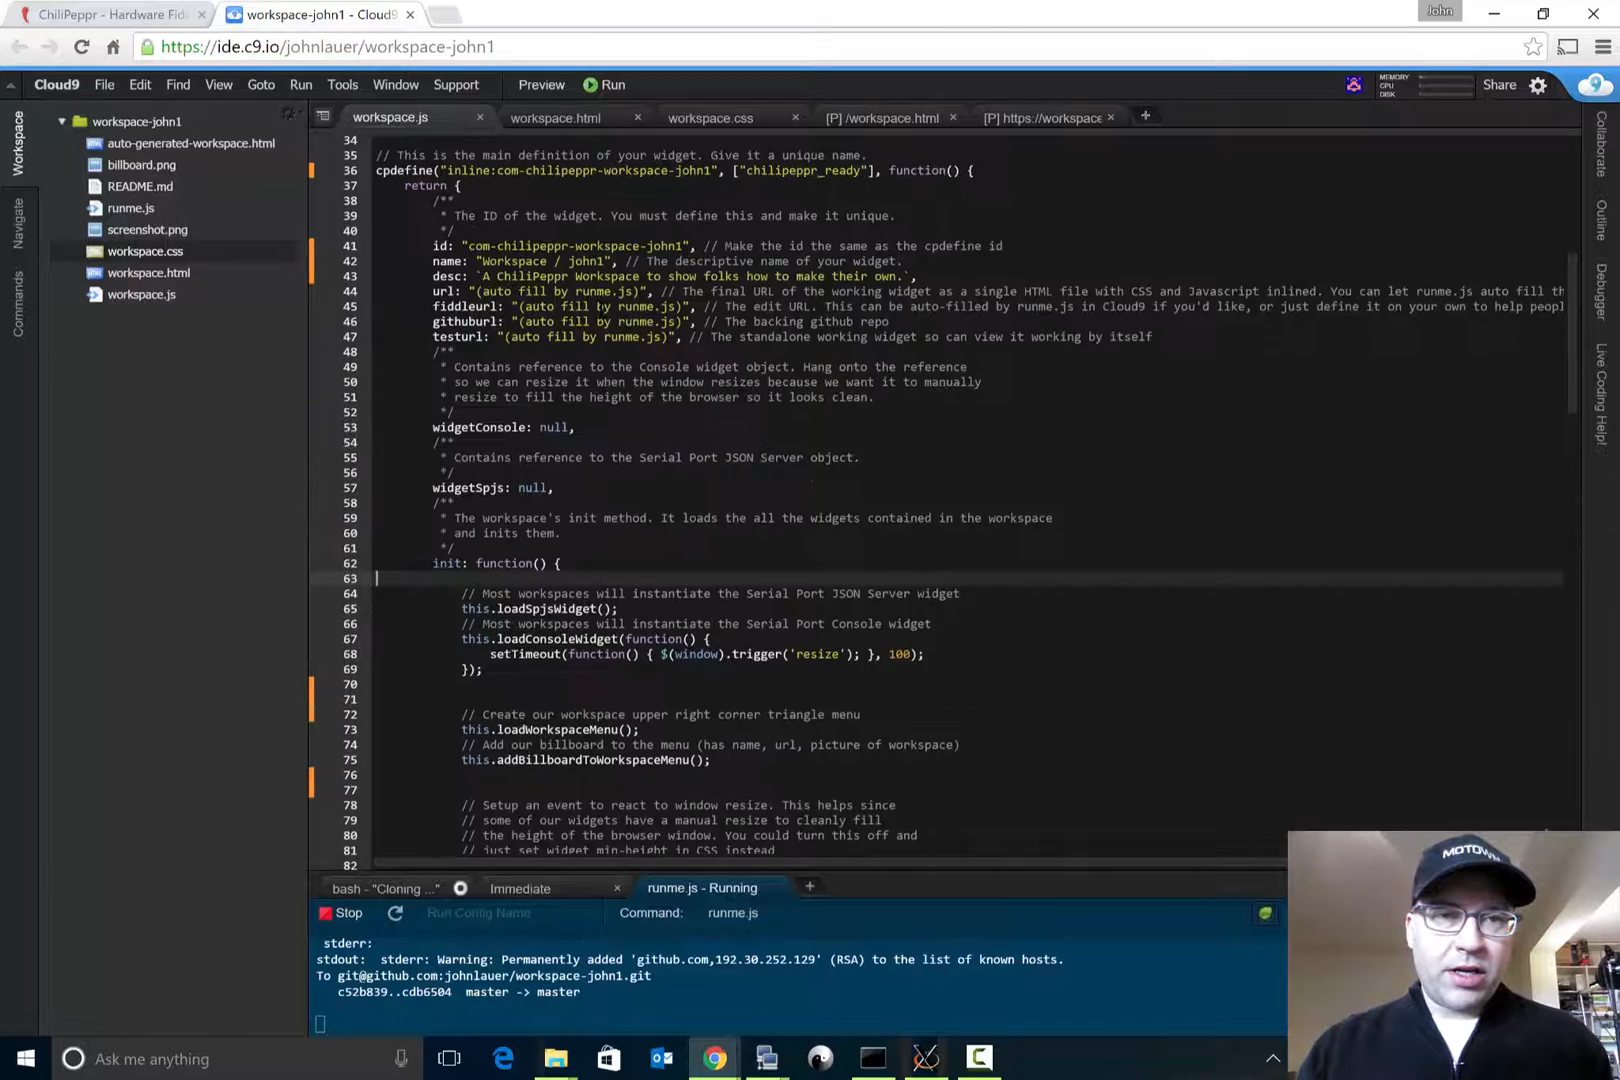 ChiliPeppr - Hardware Fid
workspace-john1 - Cloud9
John
https://ide.c9.io/johnlauer/workspace-john1
Cloud9 File Edit Find View Goto Run Tools Window Support Preview Run
MEMORY
CPU
DISK
Share
Workspace
Navigate
Commands
workspace-john1
auto-generated-workspace.html
billboard.png
README.md
runme.js
screenshot.png
workspace.css
workspace.html
workspace.js
workspace.js
workspace.html
workspace.css
[P] /workspace.html
[P] https://workspace
34
35 // This is the main definition of your widget. Give it a unique name.
36 cpdefine("inline:com-chilipeppr-workspace-john1", ["chilipeppr_ready"], function() {
37 return {
38 /**
39 * The ID of the widget. You must define this and make it unique.
40 */
41 id: "com-chilipeppr-workspace-john1", // Make the id the same as the cpdefine id
42 name: "Workspace / john1", // The descriptive name of your widget.
43 desc: `A ChiliPeppr Workspace to show folks how to make their own.`,
44 url: "(auto fill by runme.js)", // The final URL of the working widget as a single HTML file with CSS and Javascript inlined. You can let runme.js auto fill th
45 fiddleurl: "(auto fill by runme.js)", // The edit URL. This can be auto-filled by runme.js in Cloud9 if you'd like, or just define it on your own to help peopl
46 githuburl: "(auto fill by runme.js)", // The backing github repo
47 testurl: "(auto fill by runme.js)", // The standalone working widget so can view it working by itself
48 /**
49 * Contains reference to the Console widget object. Hang onto the reference
50 * so we can resize it when the window resizes because we want it to manually
51 * resize to fill the height of the browser so it looks clean.
52 */
53 widgetConsole: null,
54 /**
55 * Contains reference to the Serial Port JSON Server object.
56 */
57 widgetSpjs: null,
58 /**
59 * The workspace's init method. It loads the all the widgets contained in the workspace
60 * and inits them.
61 */
62 init: function() {
63
64 // Most workspaces will instantiate the Serial Port JSON Server widget
65 this.loadSpjsWidget();
66 // Most workspaces will instantiate the Serial Port Console widget
67 this.loadConsoleWidget(function() {
68 setTimeout(function() { $(window).trigger('resize'); }, 100);
69 });
70
71
72 // Create our workspace upper right corner triangle menu
73 this.loadWorkspaceMenu();
74 // Add our billboard to the menu (has name, url, picture of workspace)
75 this.addBillboardToWorkspaceMenu();
76
77
78 // Setup an event to react to window resize. This helps since
79 // some of our widgets have a manual resize to cleanly fill
80 // the height of the browser window. You could turn this off and
81 // just set widget min-height in CSS instead
82
Collaborate
Outline
Debugger
Live Coding Help!
bash - "Cloning ..."
Immediate
runme.js - Running
Stop
Run Config Name
Command: runme.js
stderr:
stdout: stderr: Warning: Permanently added 'github.com,192.30.252.129' (RSA) to the list of known hosts.
To git@github.com:johnlauer/workspace-john1.git
c52b839..cdb6504 master -> master
MOTOWN
Ask me anything